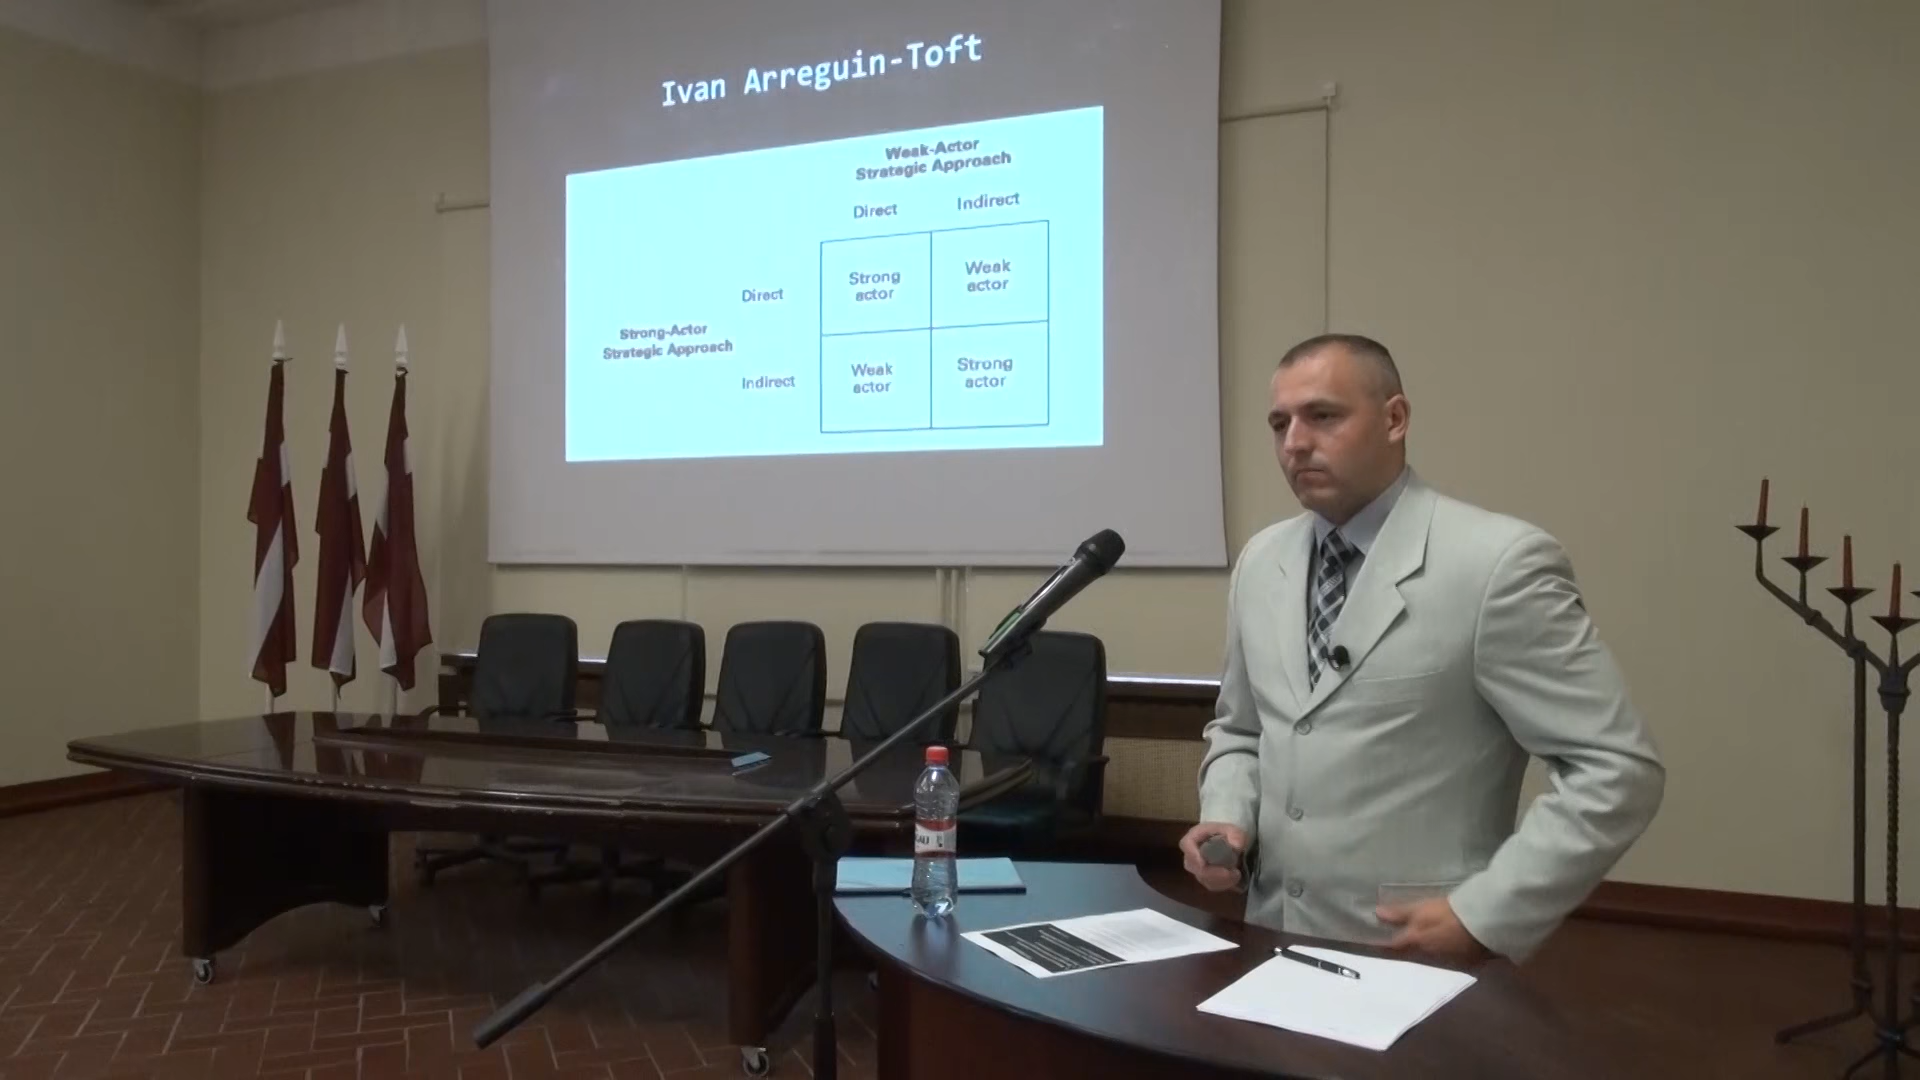 Ivan Arreguin-Toft
Weak-Actor
Strategic Approach
Direct
Indirect
Direct
Strong
actor
Weak
actor
Strong-Actor
Strategic Approach
Indirect
Weak
actor
Strong
actor